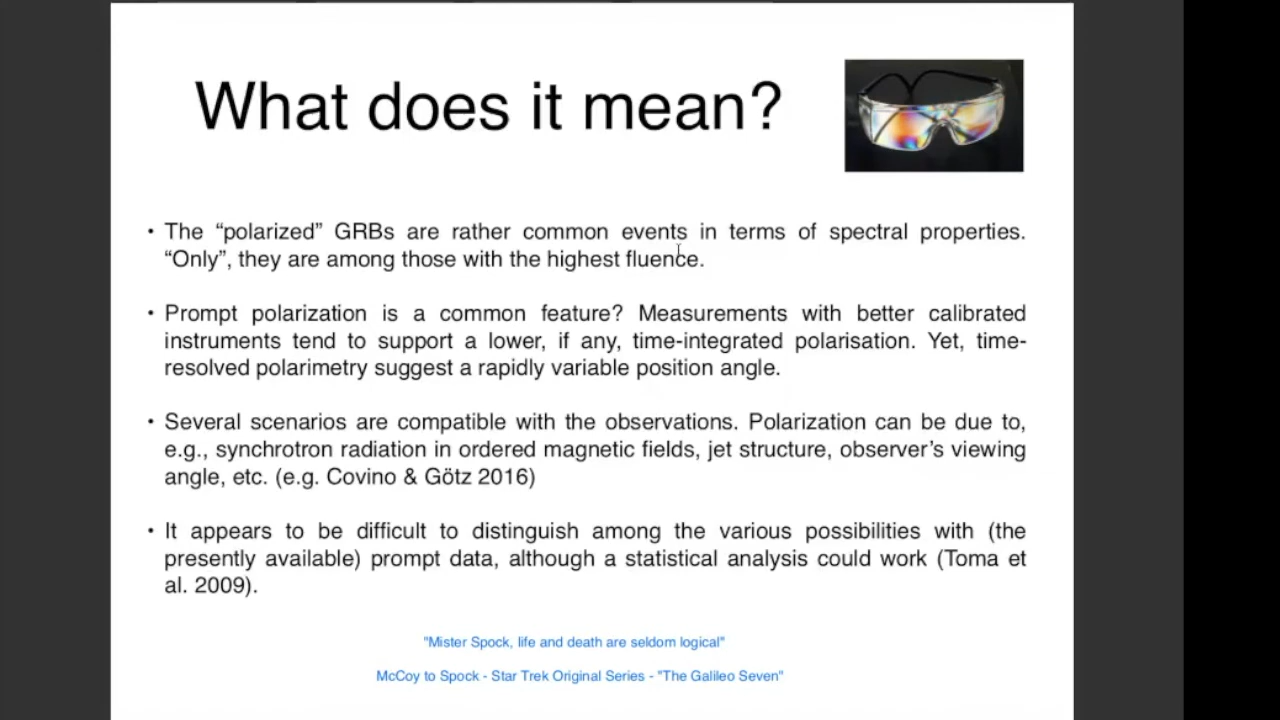 What does it mean?
• The “polarized” GRBs are rather common events in terms of spectral properties.
“Only”, they are among those with the highest fluence.
• Prompt polarization is a common feature? Measurements with better calibrated
instruments tend to support a lower, if any, time-integrated polarisation. Yet, time-
resolved polarimetry suggest a rapidly variable position angle.
• Several scenarios are compatible with the observations. Polarization can be due to,
e.g., synchrotron radiation in ordered magnetic fields, jet structure, observer’s viewing
angle, etc. (e.g. Covino & Götz 2016)
• It appears to be difficult to distinguish among the various possibilities with (the
presently available) prompt data, although a statistical analysis could work (Toma et
al. 2009).
"Mister Spock, life and death are seldom logical"
McCoy to Spock - Star Trek Original Series - "The Galileo Seven"